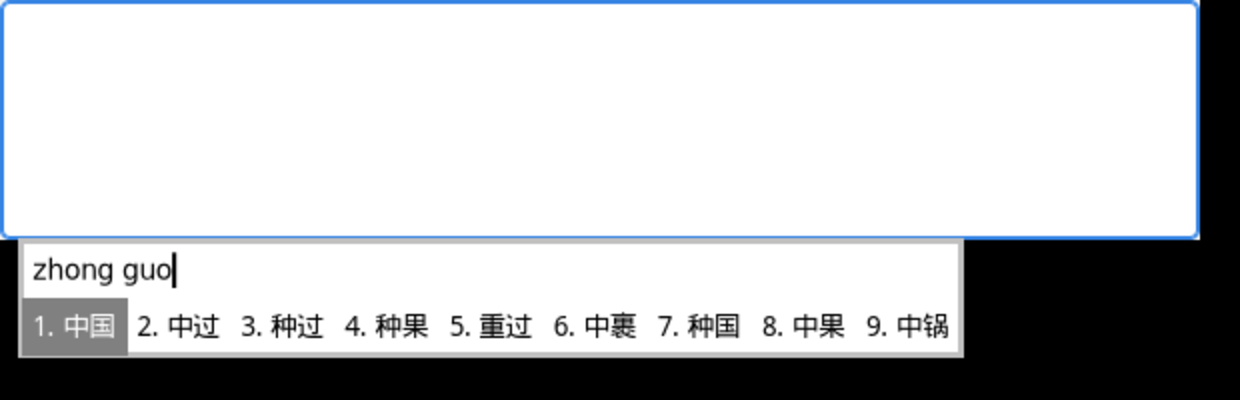 zhong guo
1. 中国 2. 中过 3. 种过 4. 种果 5. 重过 6. 中裹 7. 种国 8. 中果 9. 中锅